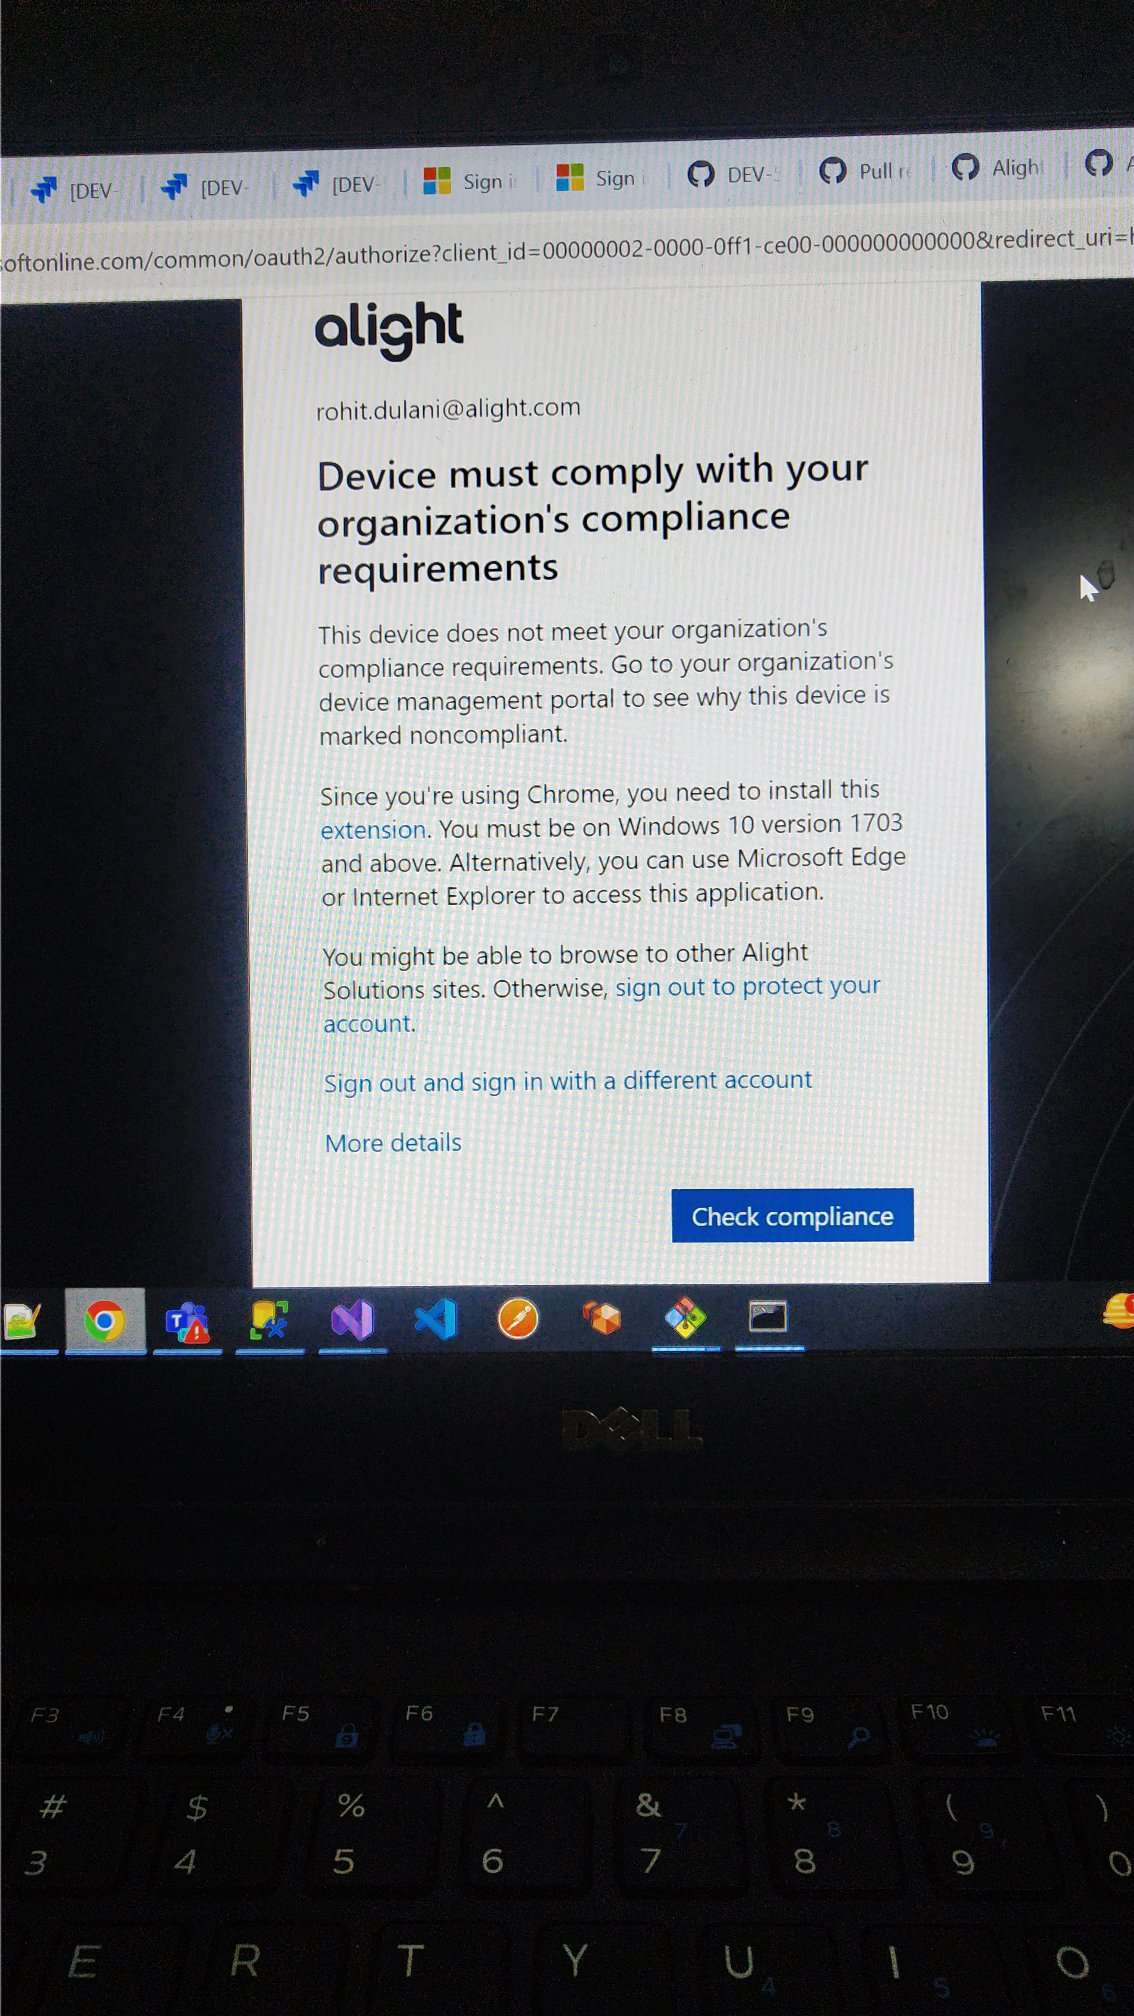 [DEV-
[DEV-
[DEV-
Sign i
Sign
DEV-
Pull re
Alight
softonline.com/common/oauth2/authorize?client_id=00000002-0000-0ff1-ce00-000000000000&redirect_uri=h
alight
rohit.dulani@alight.com
Device must comply with your
organization's compliance
requirements
This device does not meet your organization's
compliance requirements. Go to your organization's
device management portal to see why this device is
marked noncompliant.
Since you're using Chrome, you need to install this
extension. You must be on Windows 10 version 1703
and above. Alternatively, you can use Microsoft Edge
or Internet Explorer to access this application.
You might be able to browse to other Alight
Solutions sites. Otherwise, sign out to protect your
account.
Sign out and sign in with a different account
More details
Check compliance
DELL
F3 F4 F5 F6 F7 F8 F9 F10 F11
# $ % ^ & * ( )
7 8 9
3 4 5 6 7 8 9 0
E R T Y U I O
4 5 6